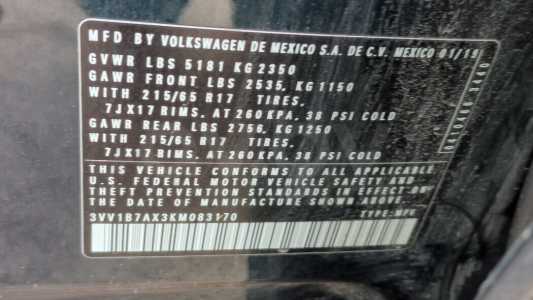 MFD BY VOLKSWAGEN DE MEXICO S.A. DE C.V. MEXICO 01/19
GVWR LBS 5181 KG 2350
GAWR FRONT LBS 2535, KG 1150
WITH 215/65 R17 TIRES.
7JX17 RIMS. AT 260 KPA, 38 PSI COLD
GAWR REAR LBS 2756, KG 1250
WITH 215/65 R17 TIRES.
7JX17 RIMS. AT 260 KPA, 38 PSI COLD
THIS VEHICLE CONFORMS TO ALL APPLICABLE
U.S. FEDERAL MOTOR VEHICLE SAFETY AND
THEFT PREVENTION STANDARDS IN EFFECT ON
THE DATE OF MANUFACTURE SHOWN ABOVE.
3VV1B7AX3KM083170 TYPE: MPV